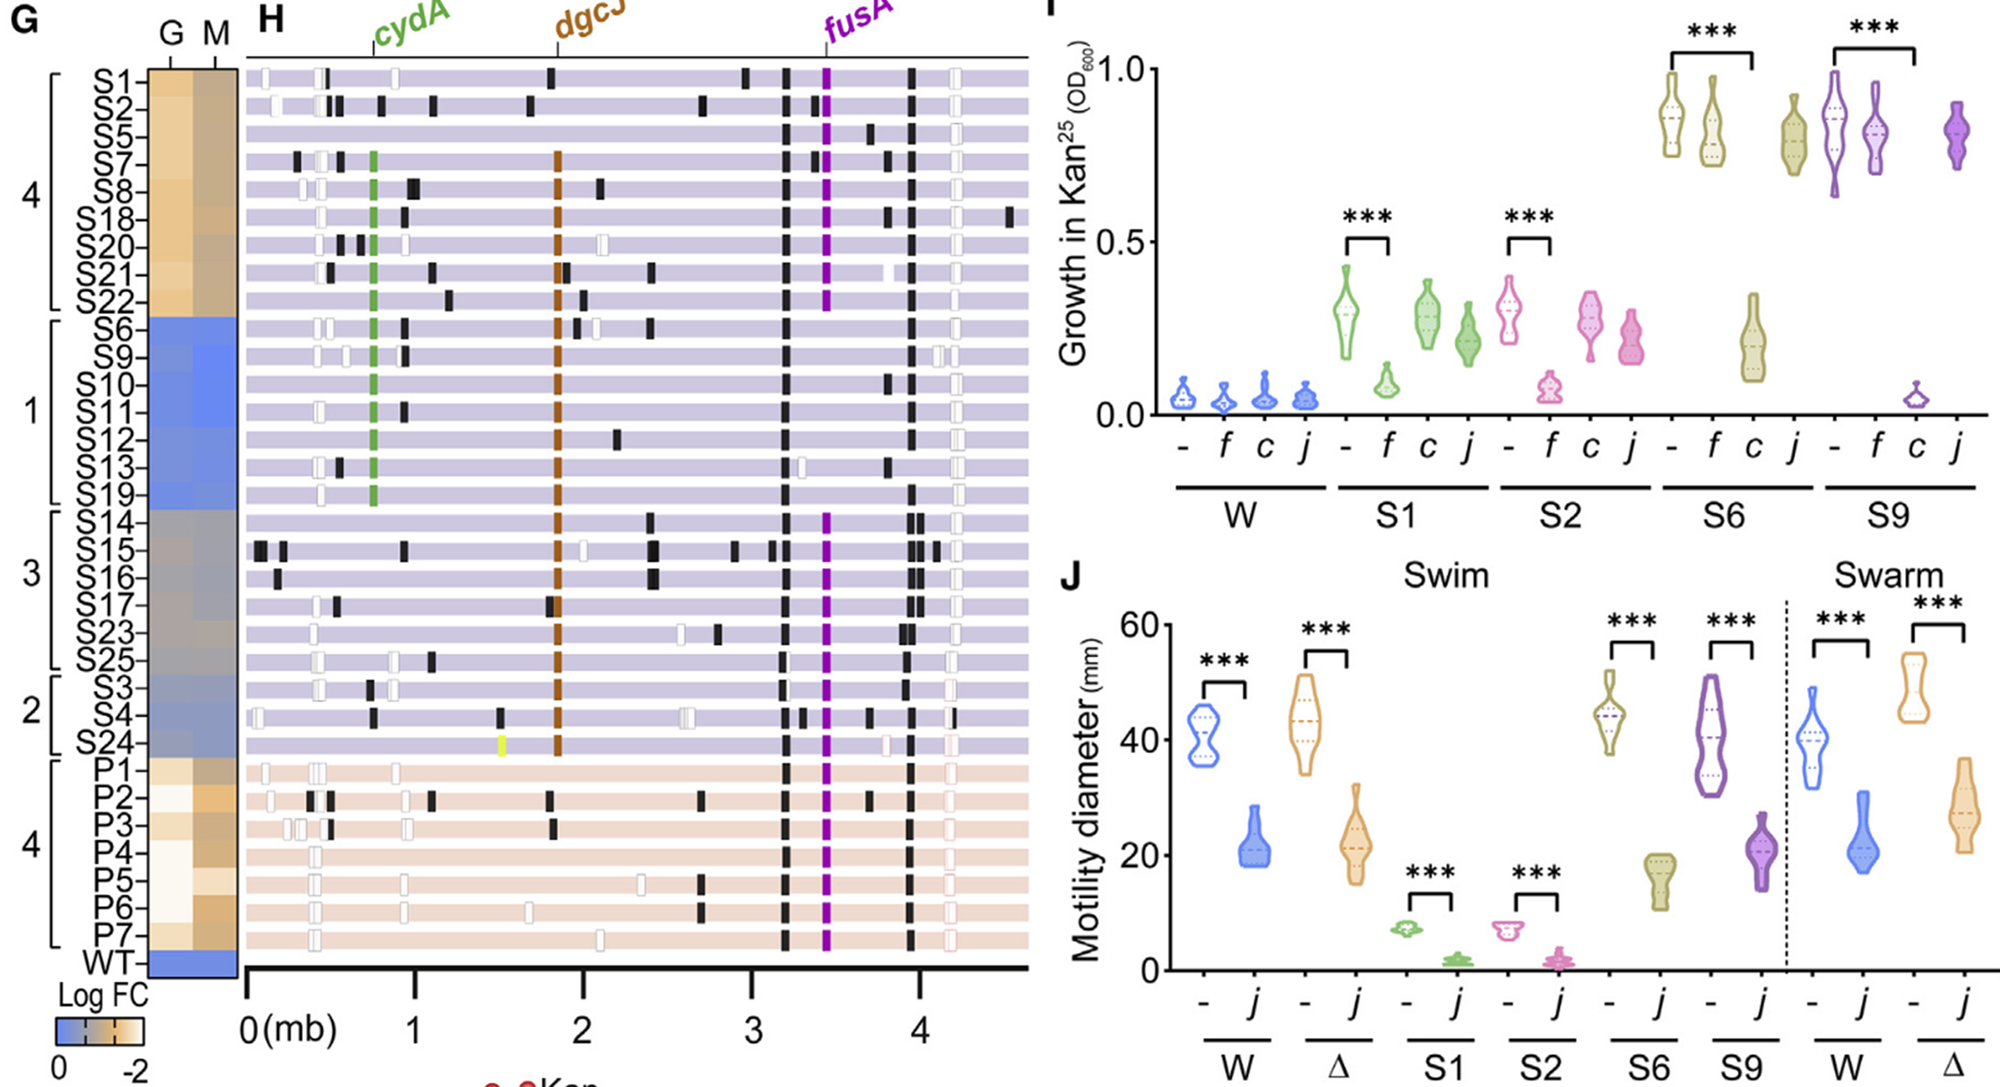 G
G M
4
1
3
2
4
S1
S2
S5
S7
S8
S18
S20
S21
S22
S6
S9
S10
S11
S12
S13
S19
S14
S15
S16
S17
S23
S25
S3
S4
S24
P1
P2
P3
P4
P5
P6
P7
WT
Log FC
0 -2
H
cydA dgcJ fusA
0 (mb) 1 2 3 4
Kan
I
Growth in Kan25 (OD600)
1.0
0.5
0.0
*** *** *** ***
- f c j - f c j - f c j - f c j - f c j
W S1 S2 S6 S9
J
Swim Swarm
Motility diameter (mm)
60
40
20
0
*** *** *** *** *** *** *** ***
- j - j - j - j - j - j - j - j
W Δ S1 S2 S6 S9 W Δ